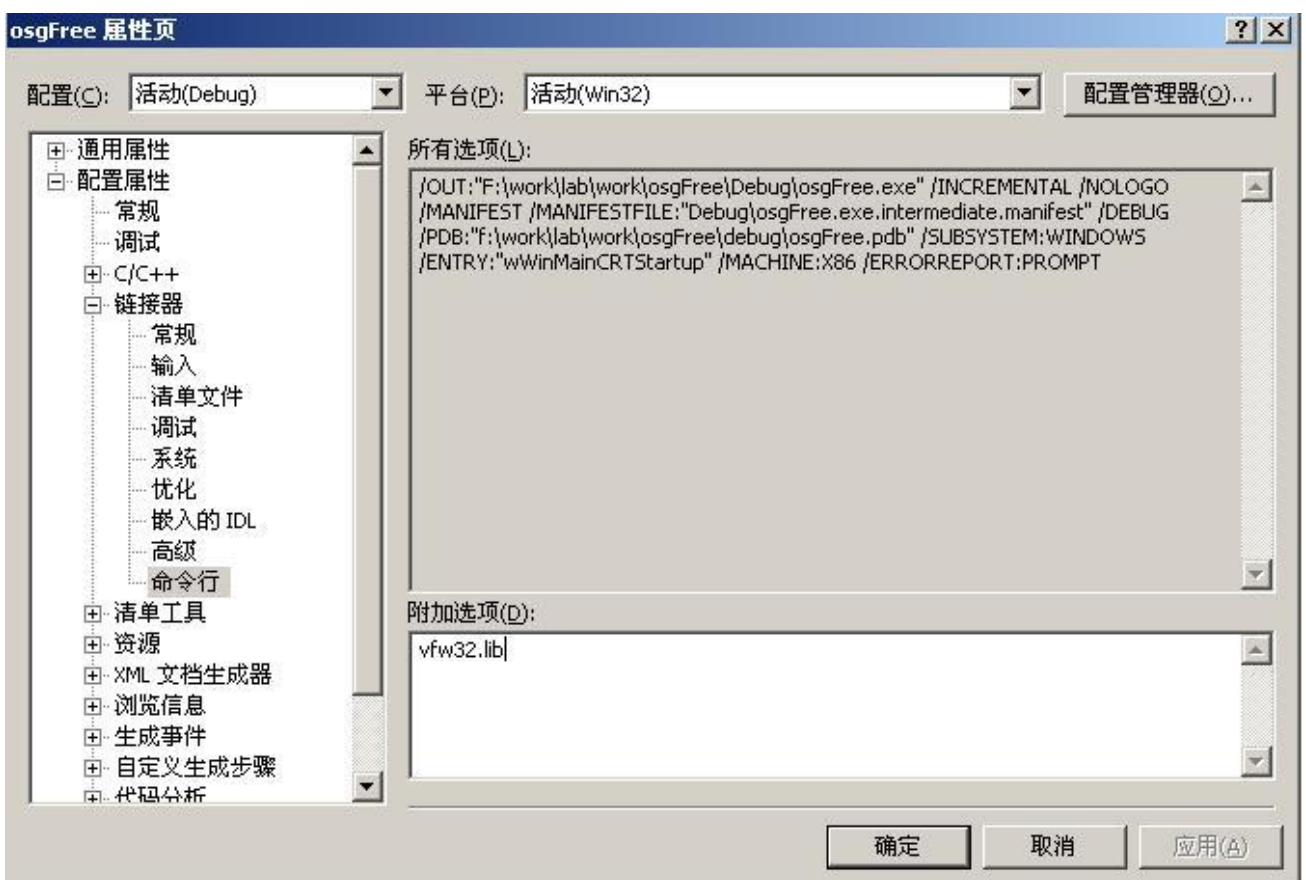 osgFree 属性页
配置(C): 活动(Debug) 平台(P): 活动(Win32) 配置管理器(O)...
通用属性
配置属性
常规
调试
C/C++
链接器
常规
输入
清单文件
调试
系统
优化
嵌入的 IDL
高级
命令行
清单工具
资源
XML 文档生成器
浏览信息
生成事件
自定义生成步骤
代码分析
所有选项(L):
/OUT:"F:\work\lab\work\osgFree\Debug\osgFree.exe" /INCREMENTAL /NOLOGO
/MANIFEST /MANIFESTFILE:"Debug\osgFree.exe.intermediate.manifest" /DEBUG
/PDB:"f:\work\lab\work\osgFree\debug\osgFree.pdb" /SUBSYSTEM:WINDOWS
/ENTRY:"wWinMainCRTStartup" /MACHINE:X86 /ERRORREPORT:PROMPT
附加选项(D):
vfw32.lib
确定 取消 应用(A)